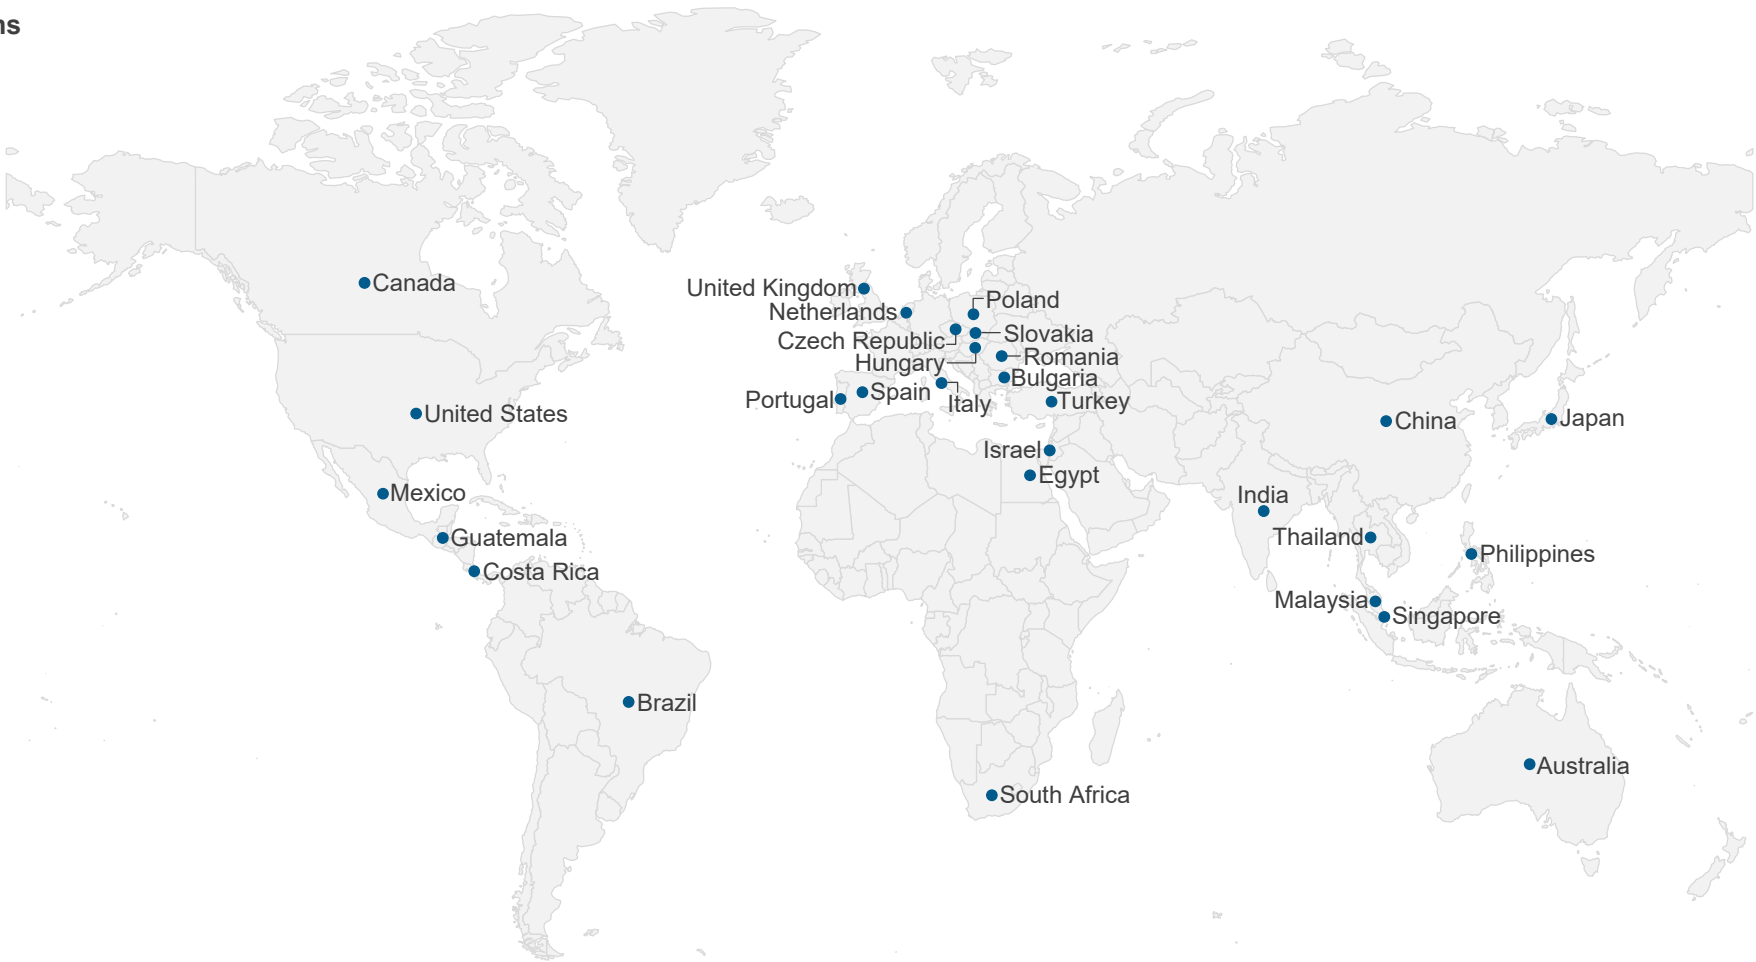 Canada
United Kingdom
Poland
Netherlands
Slovakia
Czech Republic
Romania
Hungary
Bulgaria
Spain
Portugal
Turkey
Italy
United States
Japan
China
Israel
Egypt
Mexico
India
Thailand
Guatemala
Philippines
Costa Rica
Malaysia
Singapore
Brazil
Australia
South Africa